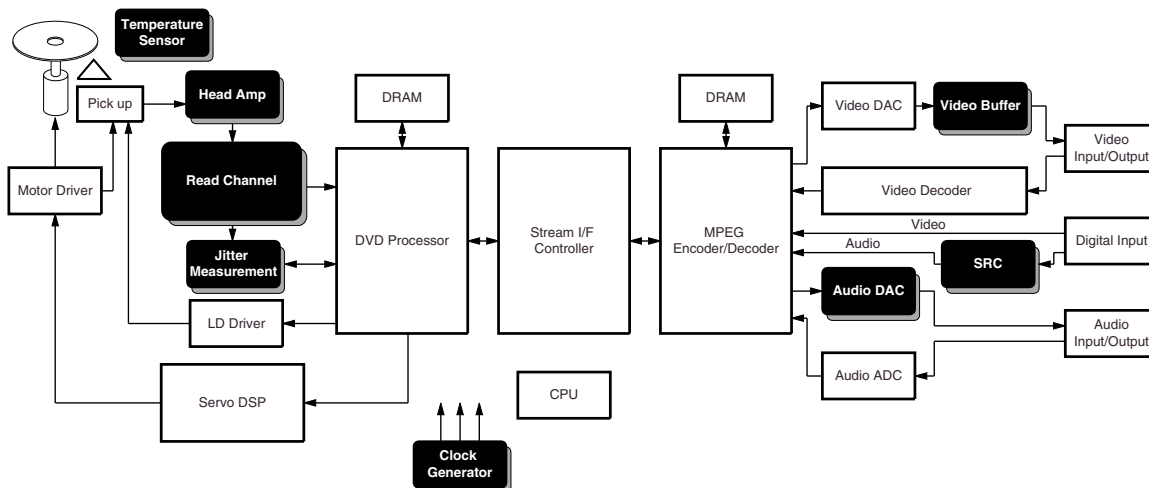 Temperature
Sensor
Pick up
Head Amp
DRAM
DRAM
Video DAC
Video Buffer
Video
Input/Output
Motor Driver
Read Channel
Video Decoder
DVD Processor
Stream I/F
Controller
MPEG
Encoder/Decoder
Video
Digital Input
Audio
SRC
Jitter
Measurement
Audio DAC
LD Driver
Audio
Input/Output
Audio ADC
Servo DSP
CPU
Clock
Generator